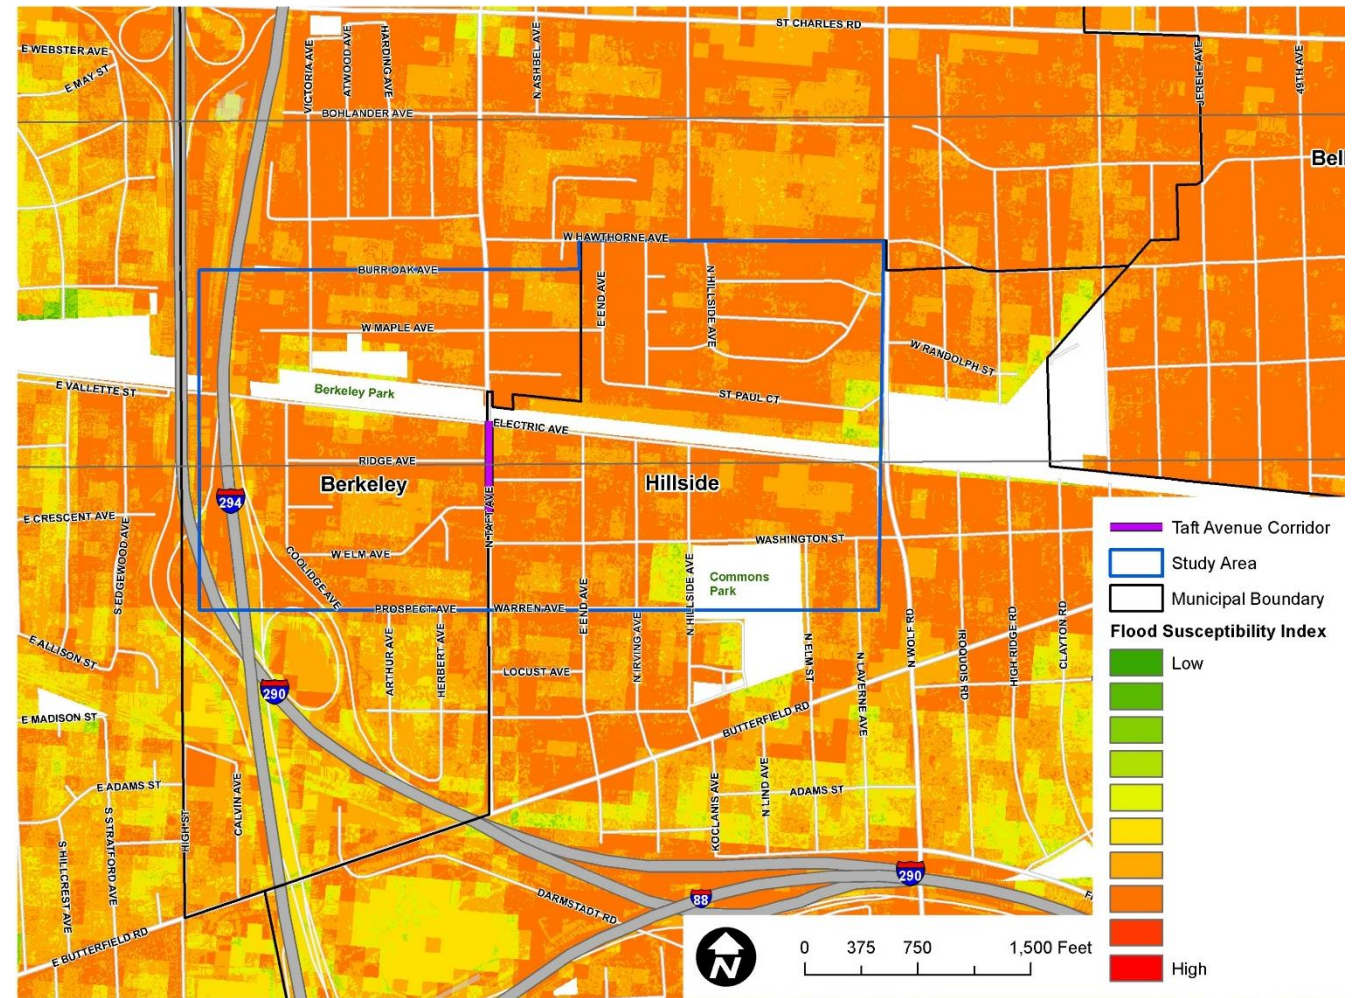 ST CHARLES RD
E WEBSTER AVE
E MAY ST
VICTORIA AVE
ATWOOD AVE
HARDING AVE
N ASHBEL AVE
JERELE AVE
49TH AVE
BOHLANDER AVE
Bel
W HAWTHORNE AVE
BURR OAK AVE
E END AVE
N HILLSIDE AVE
W MAPLE AVE
W RANDOLPH ST
E VALLETTE ST
Berkeley Park
ST PAUL CT
ELECTRIC AVE
RIDGE AVE
Berkeley
Hillside
294
N TAFT AVE
E CRESCENT AVE
S EDGEWOOD AVE
W ELM AVE
COOLIDGE AVE
WASHINGTON ST
Commons
Park
N HILLSIDE AVE
E END AVE
PROSPECT AVE
WARREN AVE
E ALLISON ST
ARTHUR AVE
HERBERT AVE
LOCUST AVE
N IRVING AVE
N ELM ST
N LAVERNE AVE
N WOLF RD
IROQUOIS RD
HIGH RIDGE RD
CLAYTON RD
290
E MADISON ST
BUTTERFIELD RD
E ADAMS ST
S STRATFORD AVE
S HILLCREST AVE
HIGH ST
CALVIN AVE
KOCLANIS AVE
N LIND AVE
ADAMS ST
290
88
DARMSTADT RD
E BUTTERFIELD RD
Taft Avenue Corridor
Study Area
Municipal Boundary
Flood Susceptibility Index
Low
High
N
0 375 750 1,500 Feet